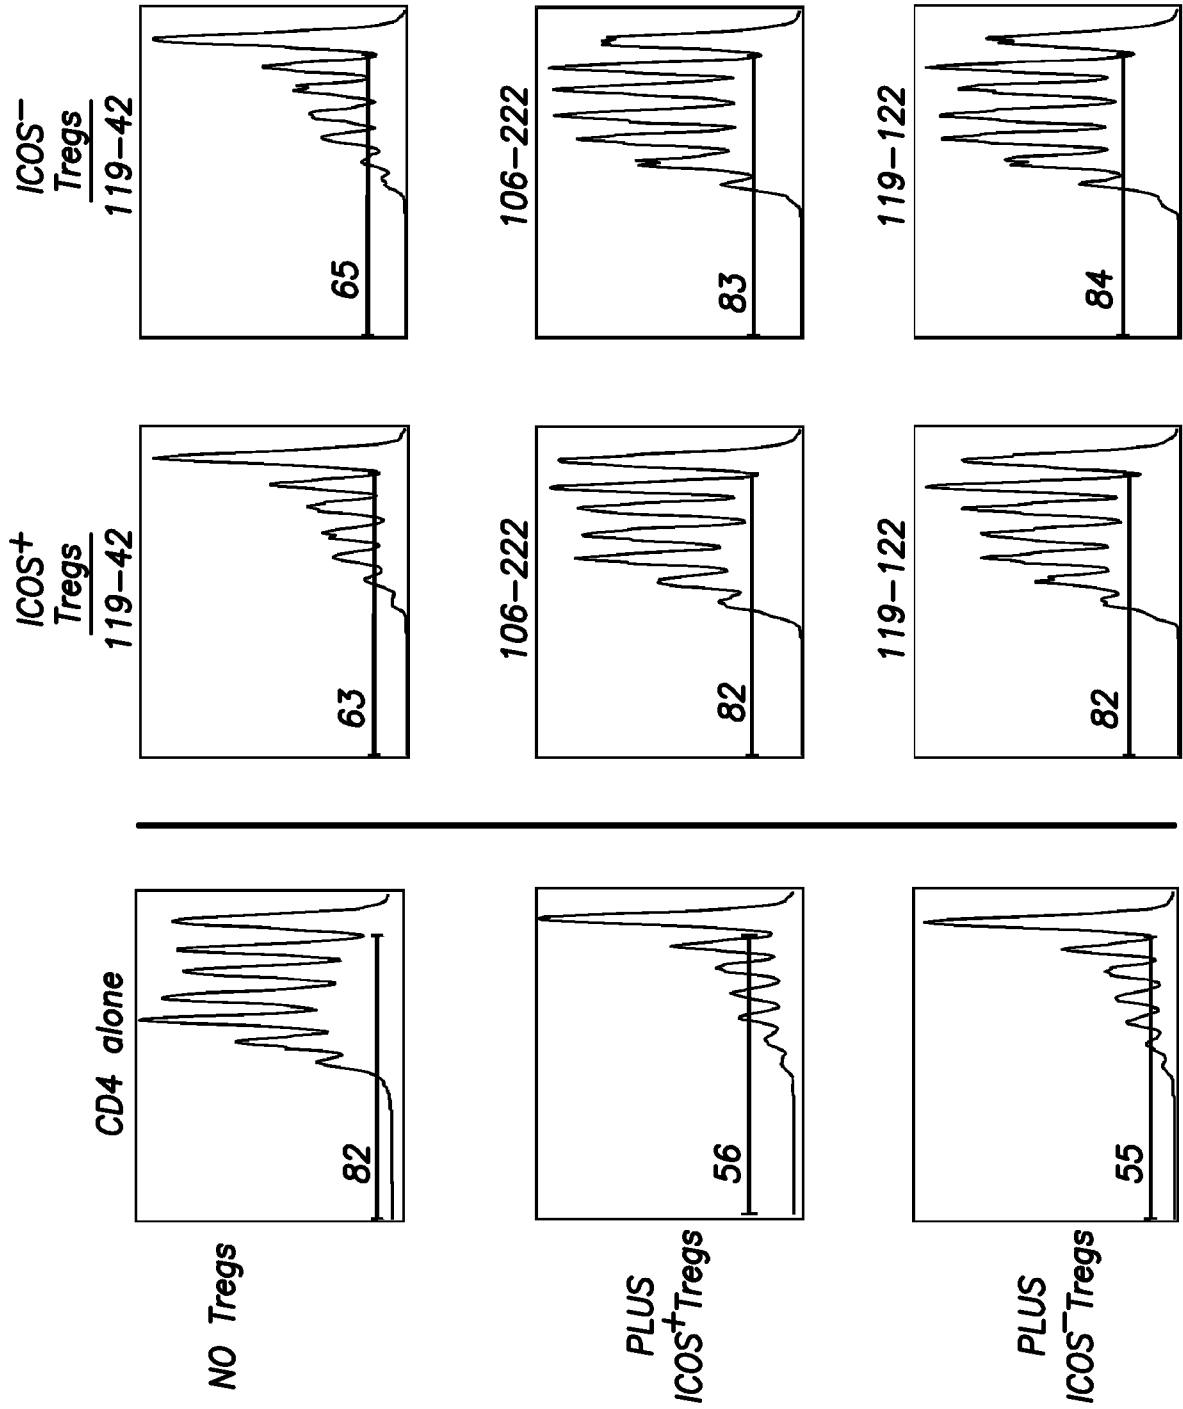 ICOS+
Tregs
119-42
ICOS-
Tregs
119-42
CD4 alone
NO Tregs
82
63
65
106-222
106-222
PLUS
ICOS+Tregs
56
82
83
119-122
119-122
PLUS
ICOS-Tregs
55
82
84